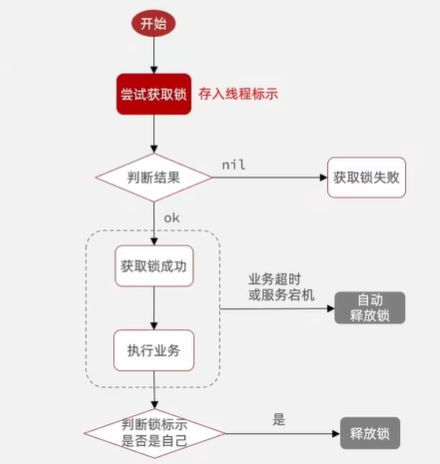 开始
尝试获取锁
存入线程标示
判断结果
nil
获取锁失败
ok
获取锁成功
业务超时
或服务宕机
自动
释放锁
执行业务
判断锁标示
是否是自己
是
释放锁